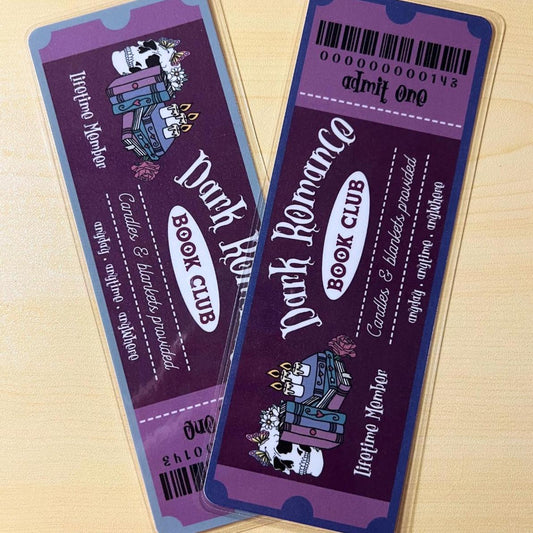 Lifetime Member
Dark Ro
BOOK CLUB
Candles & blankets provided
anyday . anytime . anywhere
one
0143
000000000143
admit one
Dark Romance
BOOK CLUB
Candles & blankets provided
anyday . anytime . anywhere
Lifetime Member